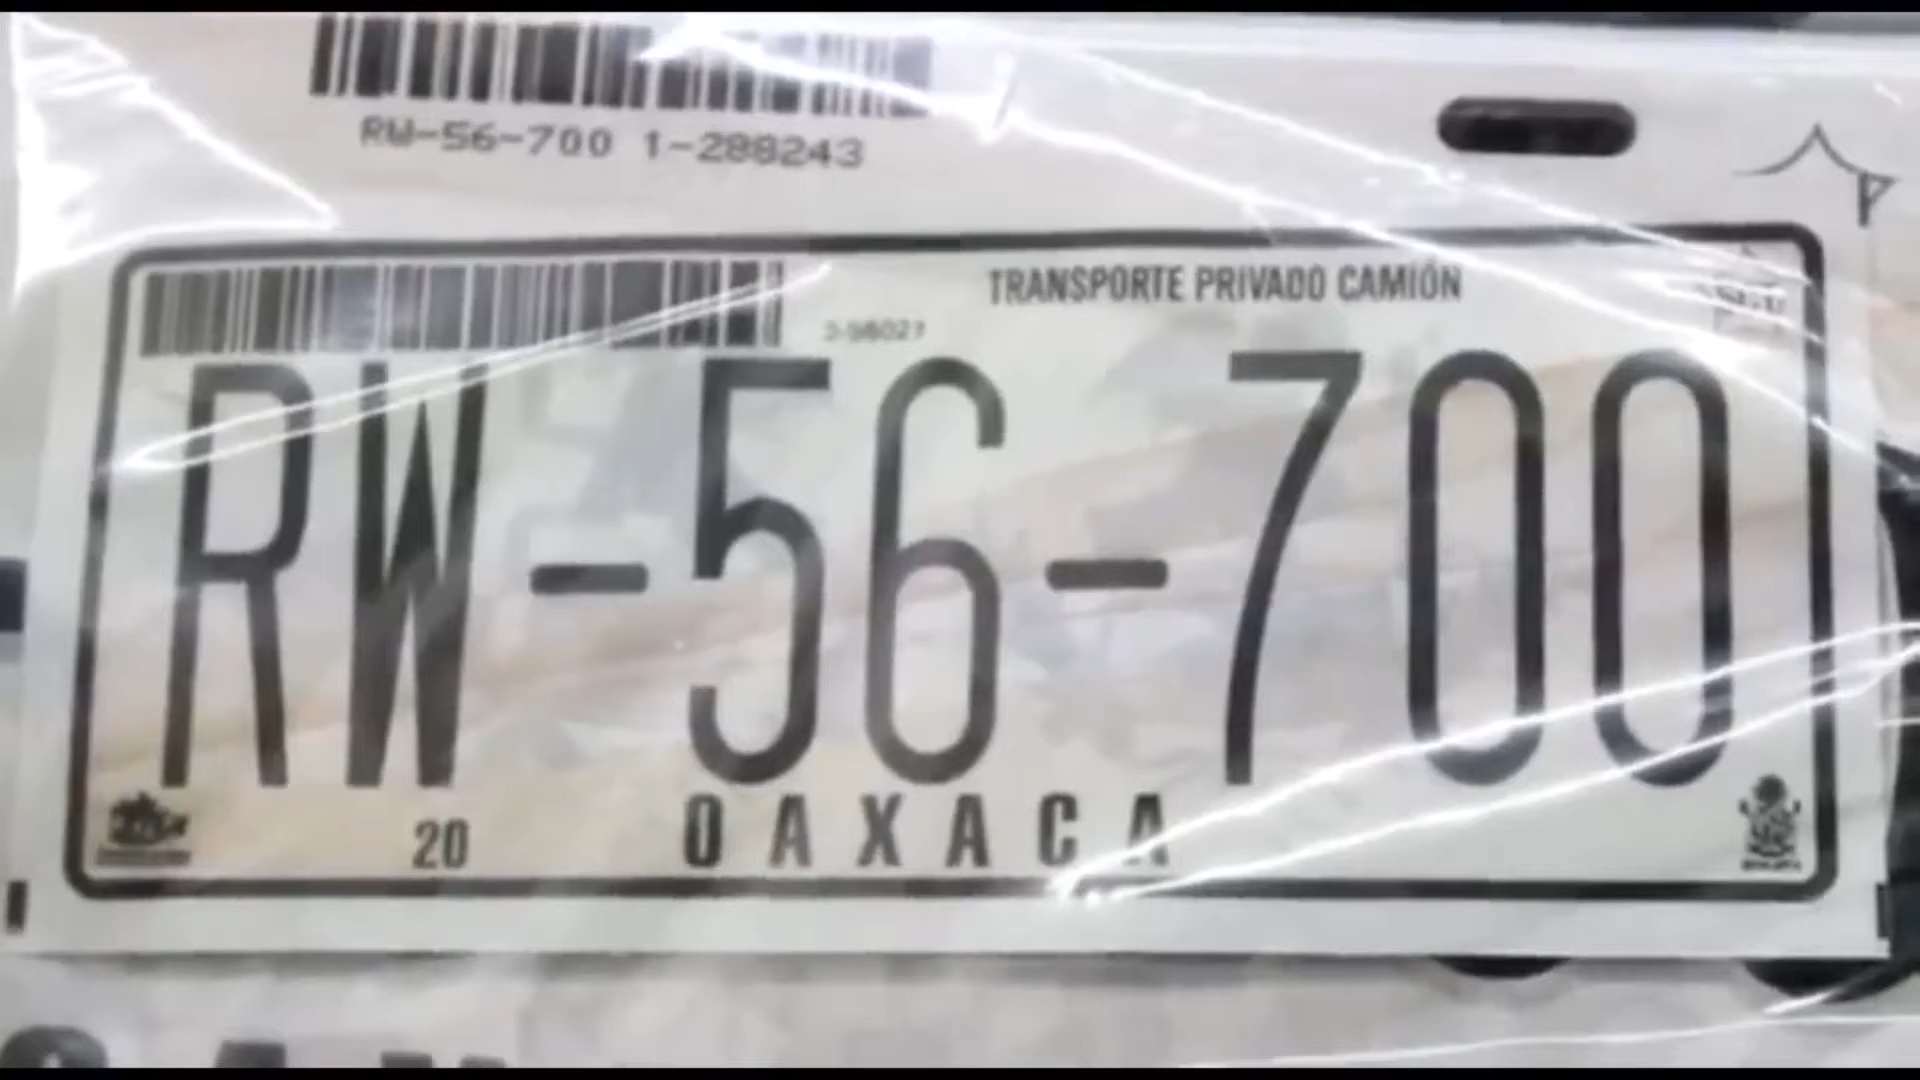 RW-56-700 1-288243
TRANSPORTE PRIVADO CAMIÓN
RW-56-700
20 OAXACA